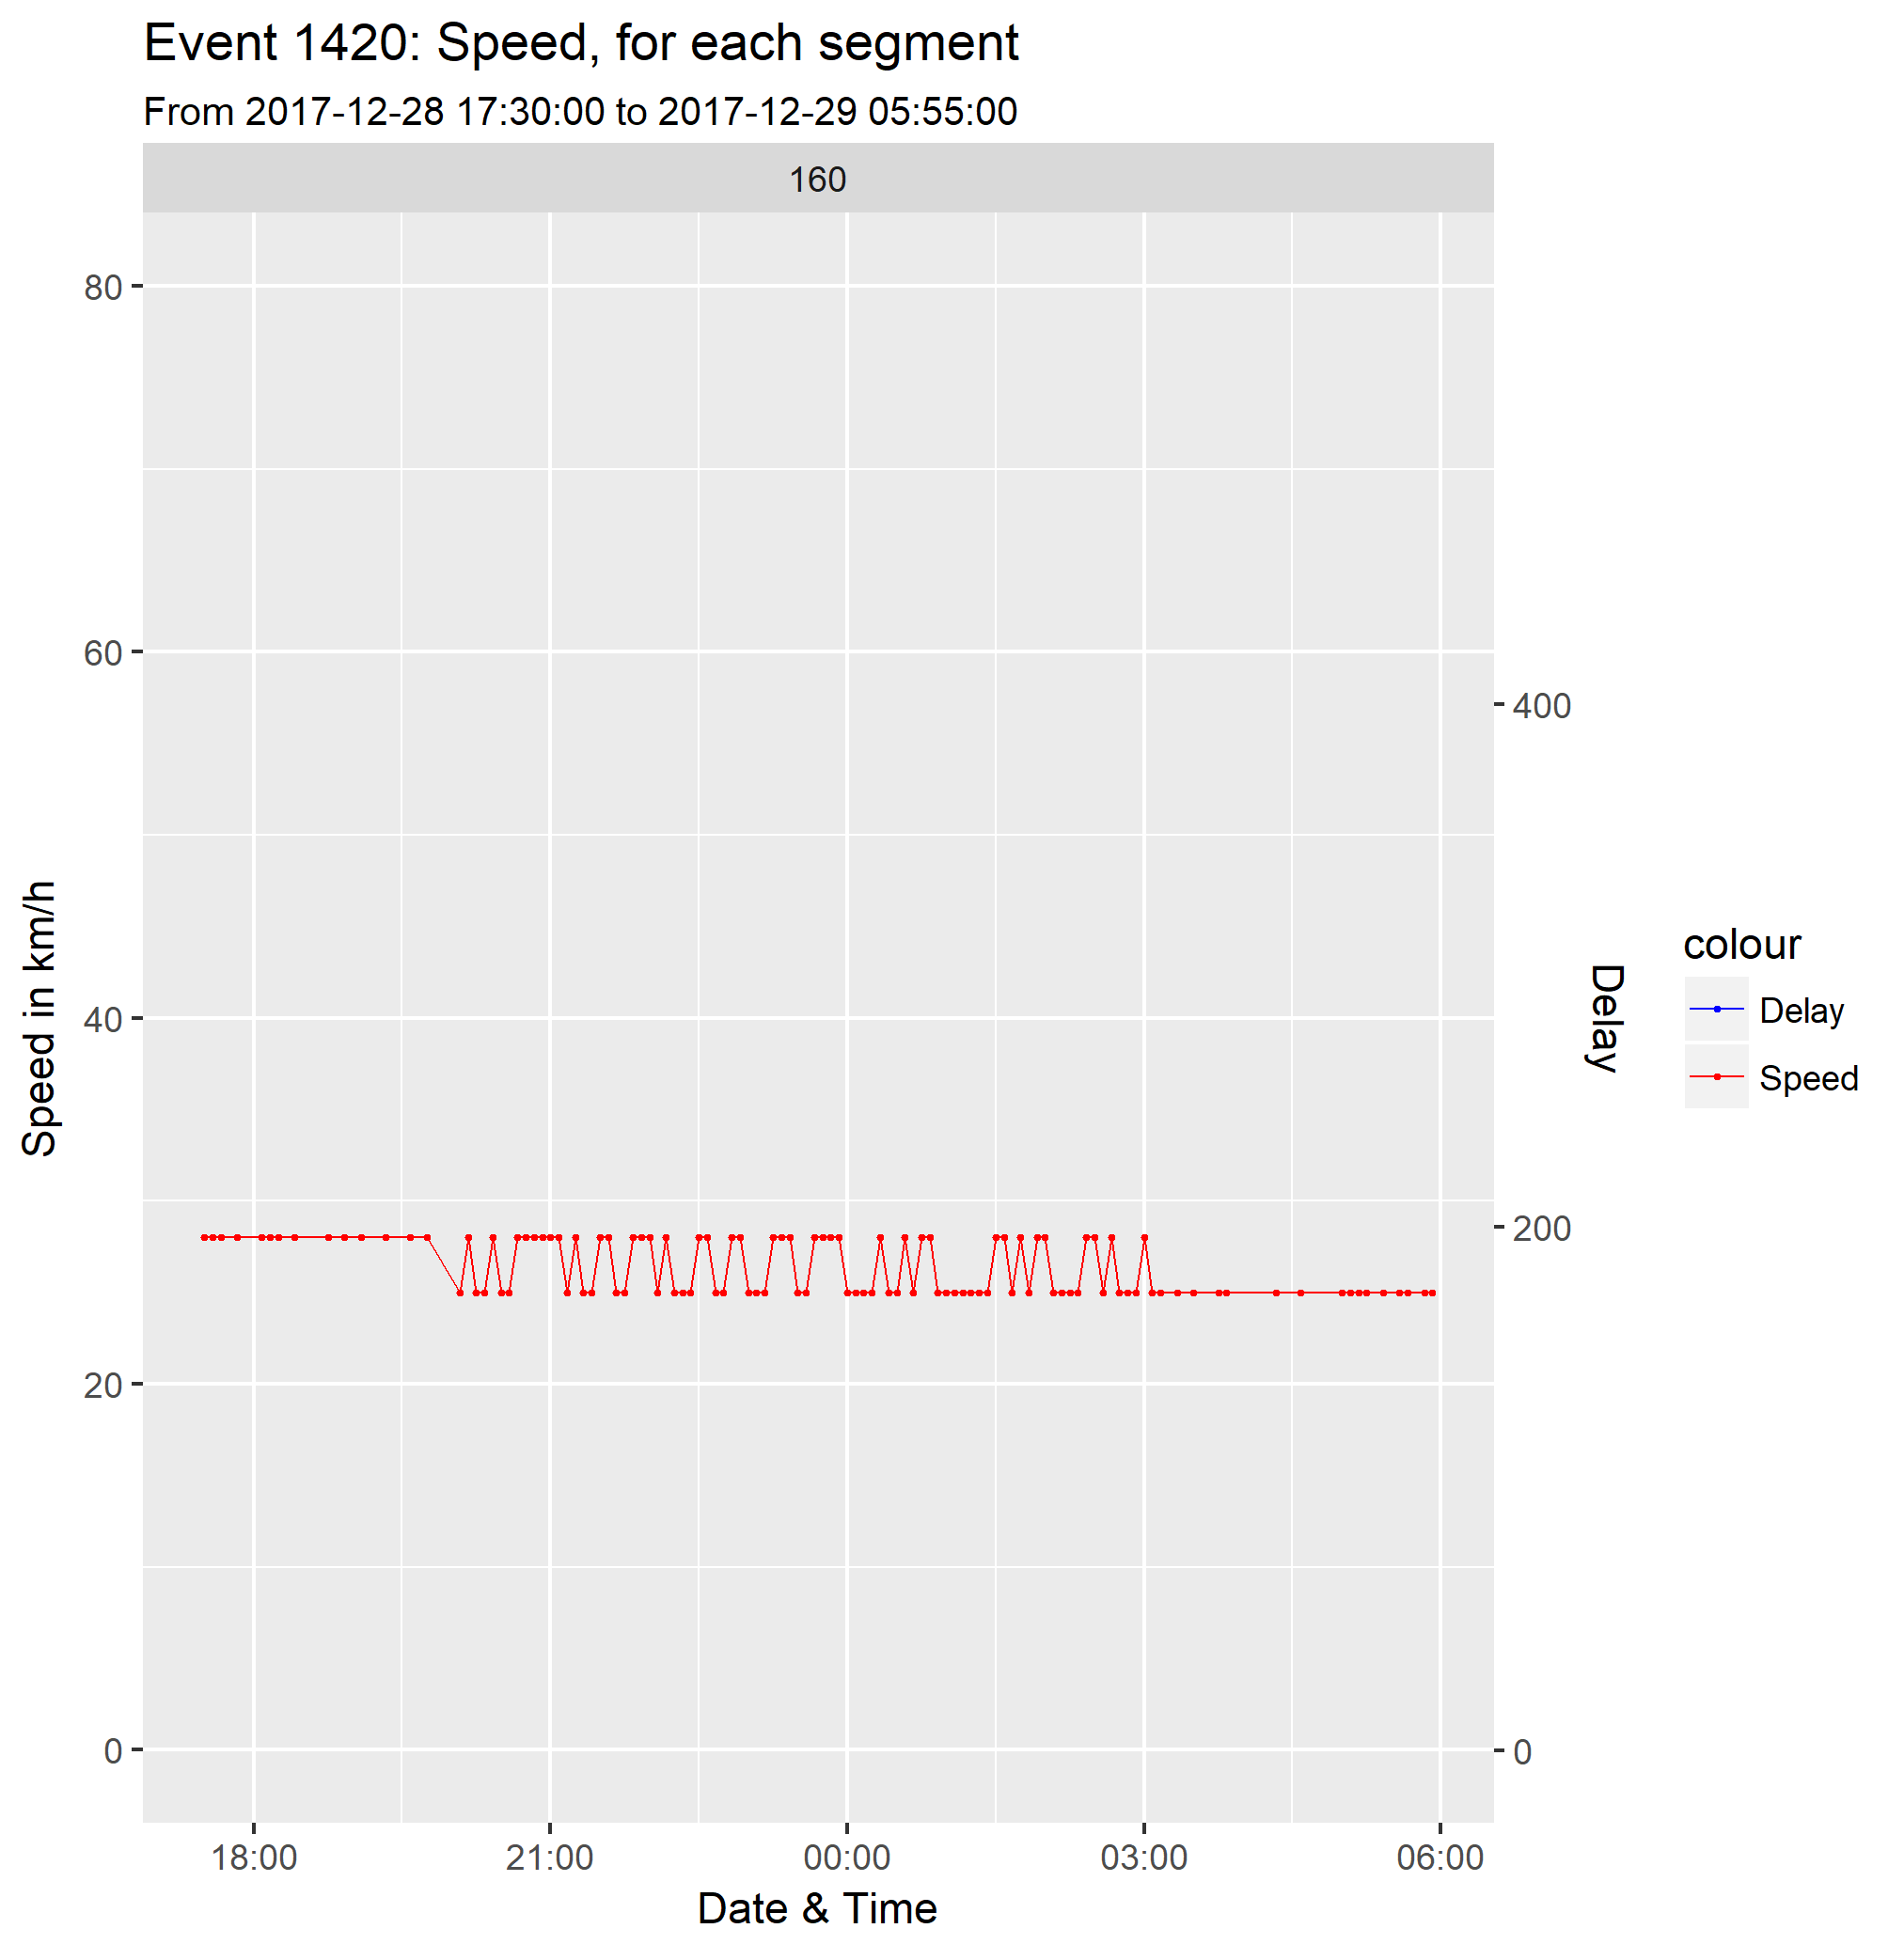 Event 1420: Speed, for each segment
From 2017-12-28 17:30:00 to 2017-12-29 05:55:00
160
80
60
40
20
0
Speed in km/h
400
200
0
Delay
18:00
21:00
00:00
03:00
06:00
Date & Time
colour
Delay
Speed